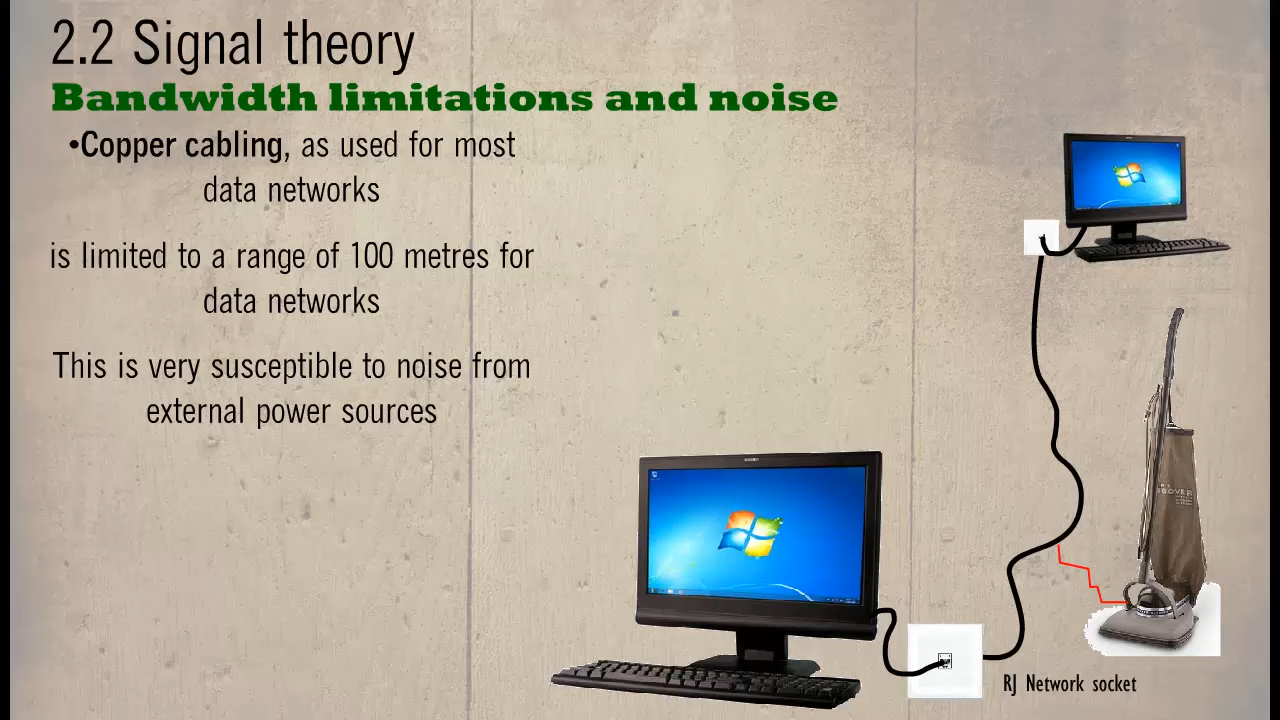 2.2 Signal theory
Bandwidth limitations and noise
•Copper cabling, as used for most
data networks
is limited to a range of 100 metres for
data networks
This is very susceptible to noise from
external power sources
RJ Network socket